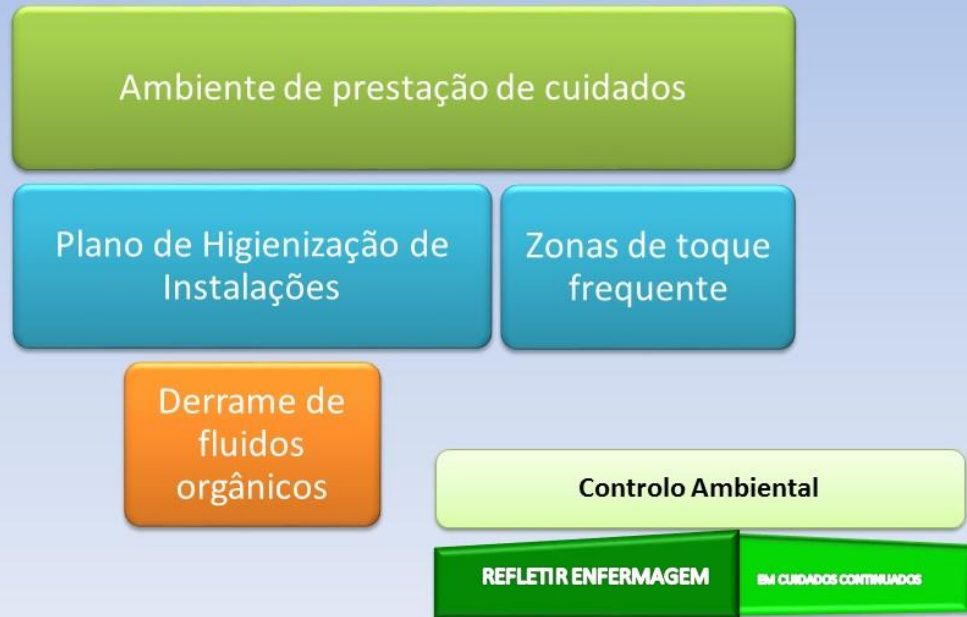 Ambiente de prestação de cuidados
Plano de Higienização de
Instalações
Zonas de toque
frequente
Derrame de
fluidos
orgânicos
Controlo Ambiental
REFLETIR ENFERMAGEM
EM CUIDADOS CONTINUADOS